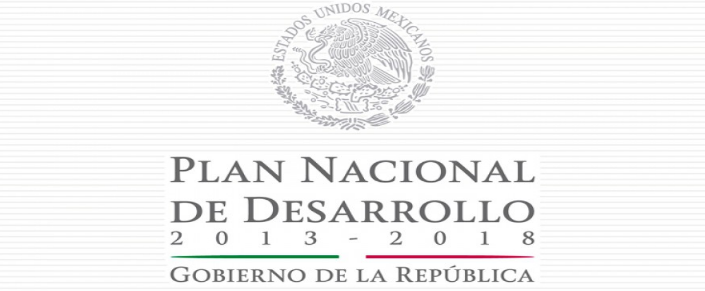 ESTADOS UNIDOS MEXICANOS
PLAN NACIONAL
DE DESARROLLO
2013-2018
GOBIERNO DE LA REPÚBLICA